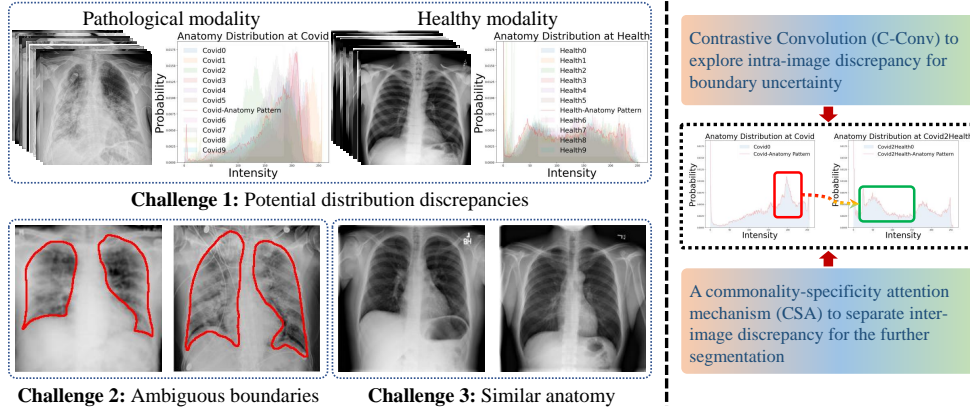 Pathological modality
Healthy modality
Anatomy Distribution at Covid
Probability
Covid0
Covid1
Covid2
Covid3
Covid4
Covid5
Covid-Anatomy Pattern
Covid6
Covid7
Covid8
Covid9
Intensity
Anatomy Distribution at Health
Probability
Health0
Health1
Health2
Health3
Health4
Health5
Health-Anatomy Pattern
Health6
Health7
Health8
Health9
Intensity
Challenge 1: Potential distribution discrepancies
Challenge 2: Ambiguous boundaries
Challenge 3: Similar anatomy
Contrastive Convolution (C-Conv) to
explore intra-image discrepancy for
boundary uncertainty
Anatomy Distribution at Covid
Probability
Covid0
Covid-Anatomy Pattern
Intensity
Anatomy Distribution at Covid2Health
Probability
Covid2Health0
Covid2Health-Anatomy Pattern
Intensity
A commonality-specificity attention
mechanism (CSA) to separate inter-
image discrepancy for the further
segmentation